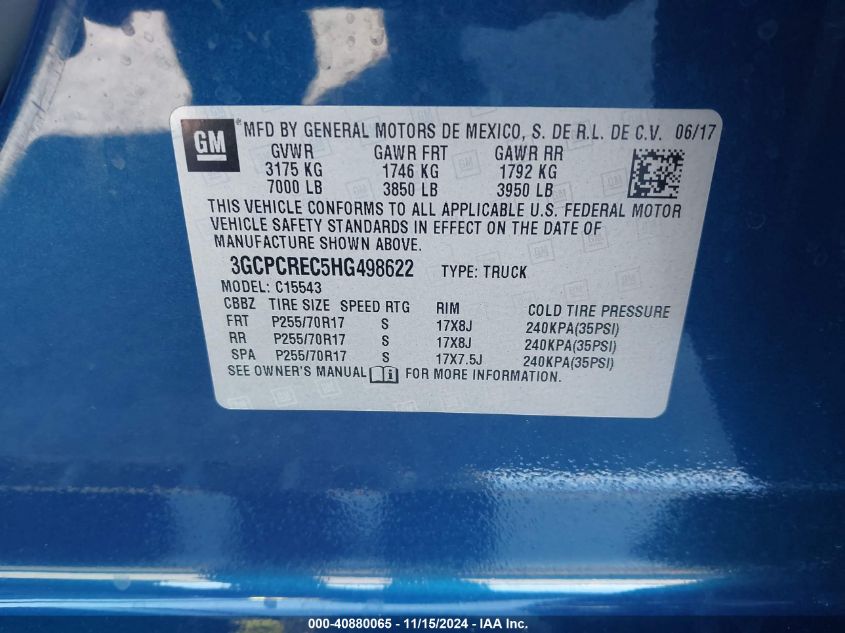 GM ® MFD BY GENERAL MOTORS DE MEXICO, S. DE R.L. DE C.V. 06/17
GVWR GAWR FRT GAWR RR
3175 KG 1746 KG 1792 KG
7000 LB 3850 LB 3950 LB
THIS VEHICLE CONFORMS TO ALL APPLICABLE U.S. FEDERAL MOTOR
VEHICLE SAFETY STANDARDS IN EFFECT ON THE DATE OF
MANUFACTURE SHOWN ABOVE.
3GCPCREC5HG498622 TYPE: TRUCK
MODEL: C15543
CBBZ TIRE SIZE SPEED RTG RIM COLD TIRE PRESSURE
FRT P255/70R17 S 17X8J 240KPA(35PSI)
RR P255/70R17 S 17X8J 240KPA(35PSI)
SPA P255/70R17 S 17X7.5J 240KPA(35PSI)
SEE OWNER'S MANUAL FOR MORE INFORMATION.
000-40880065 - 11/15/2024 - IAA Inc.